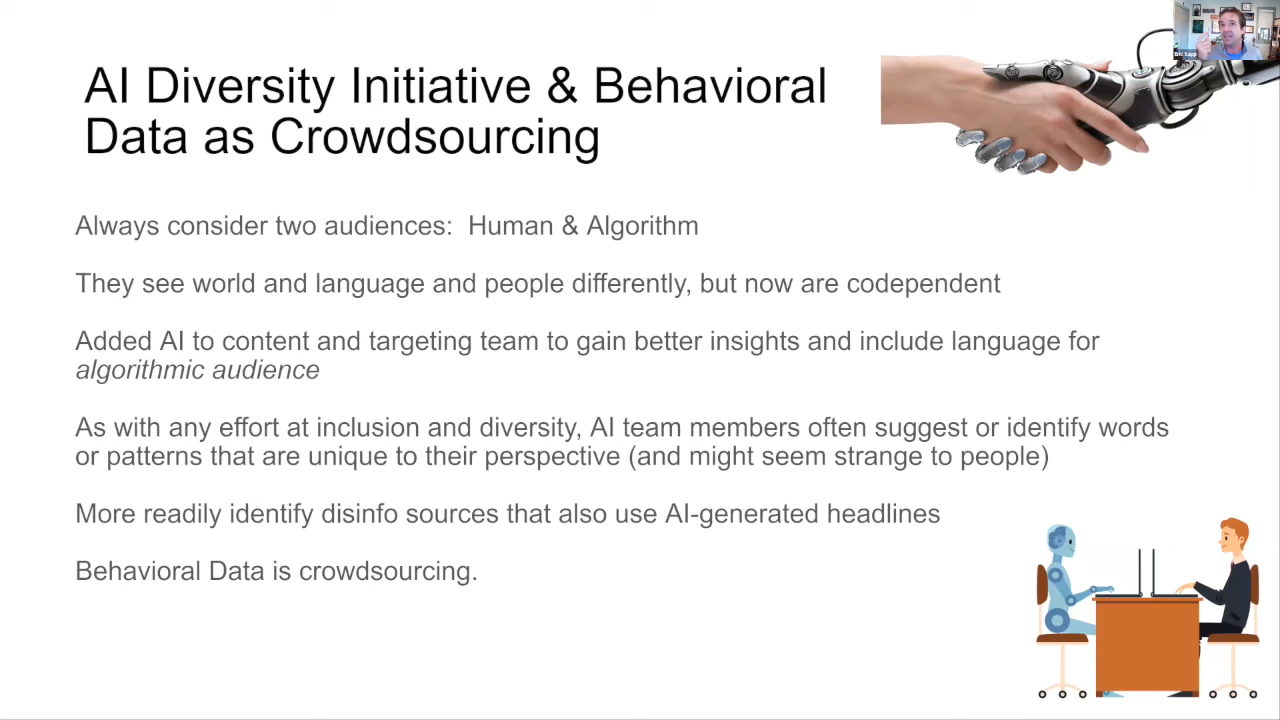 AI Diversity Initiative & Behavioral
Data as Crowdsourcing
Always consider two audiences:  Human & Algorithm
They see world and language and people differently, but now are codependent
Added AI to content and targeting team to gain better insights and include language for
algorithmic audience
As with any effort at inclusion and diversity, AI team members often suggest or identify words
or patterns that are unique to their perspective (and might seem strange to people)
More readily identify disinfo sources that also use AI-generated headlines
Behavioral Data is crowdsourcing.
Eric Sapp